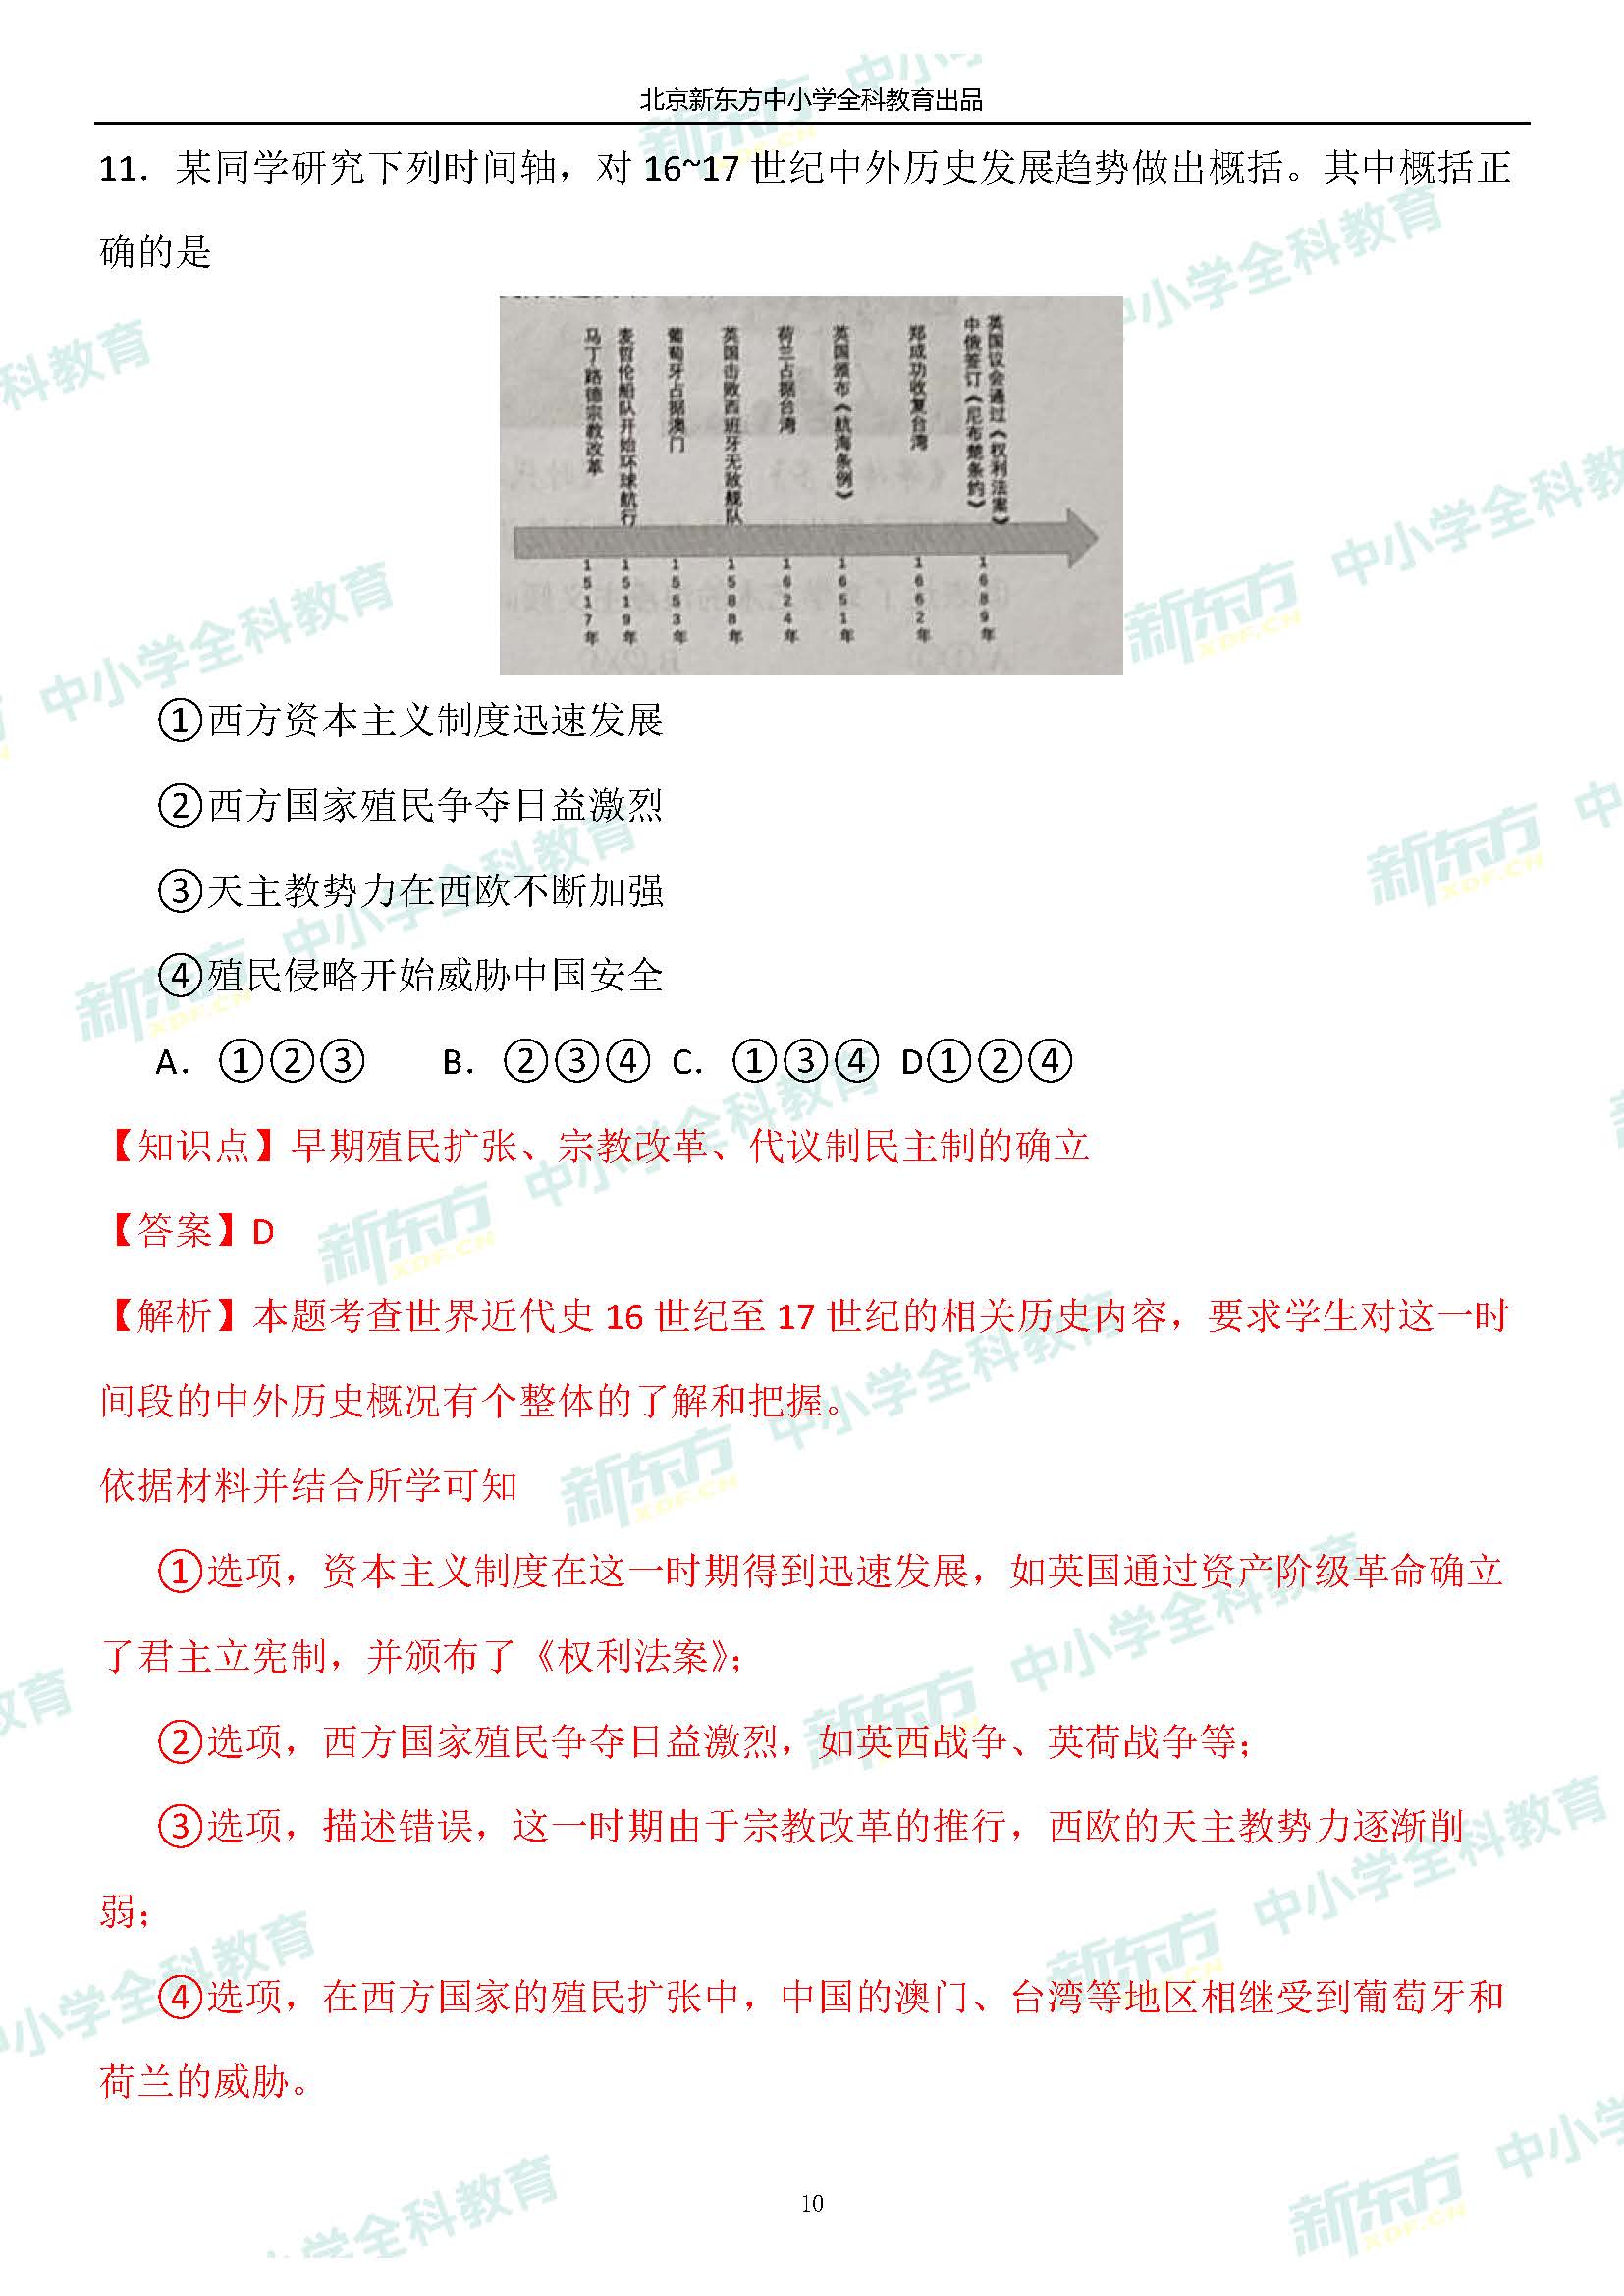 北京新东方中小学全科教育出品
11．某同学研究下列时间轴，对 16~17 世纪中外历史发展趋势做出概括。其中概括正
确的是
马丁路德宗教改革
麦哲伦船队开始环球航行
葡萄牙占据澳门
英国击败西班牙无敌舰队
荷兰占据台湾
英国颁布《航海条例》
郑成功收复台湾
中俄签订《尼布楚条约》
英国议会通过《权利法案》
1517年
1519年
1553年
1588年
1624年
1651年
1662年
1689年
①西方资本主义制度迅速发展
②西方国家殖民争夺日益激烈
③天主教势力在西欧不断加强
④殖民侵略开始威胁中国安全
A．①②③ B．②③④ C．①③④ D①②④
【知识点】早期殖民扩张、宗教改革、代议制民主制的确立
【答案】D
【解析】本题考查世界近代史 16 世纪至 17 世纪的相关历史内容，要求学生对这一时
间段的中外历史概况有个整体的了解和把握。
依据材料并结合所学可知
①选项，资本主义制度在这一时期得到迅速发展，如英国通过资产阶级革命确立
了君主立宪制，并颁布了《权利法案》；
②选项，西方国家殖民争夺日益激烈，如英西战争、英荷战争等；
③选项，描述错误，这一时期由于宗教改革的推行，西欧的天主教势力逐渐削
弱；
④选项，在西方国家的殖民扩张中，中国的澳门、台湾等地区相继受到葡萄牙和
荷兰的威胁。
10